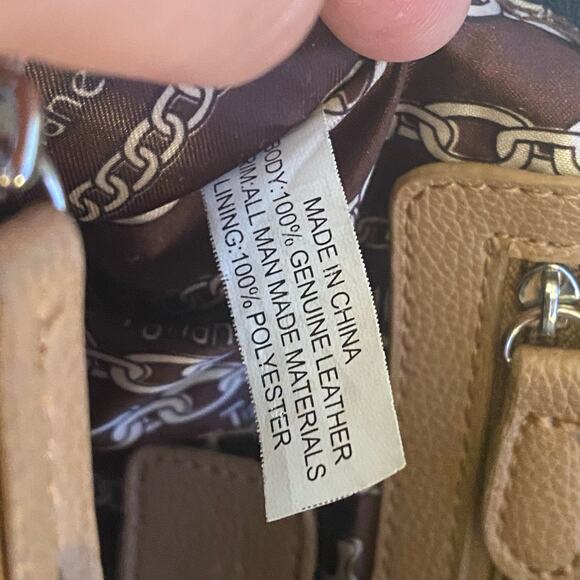 MADE IN CHINA
BODY:100% GENUINE LEATHER
TRIM:ALL MAN MADE MATERIALS
LINING:100% POLYESTER